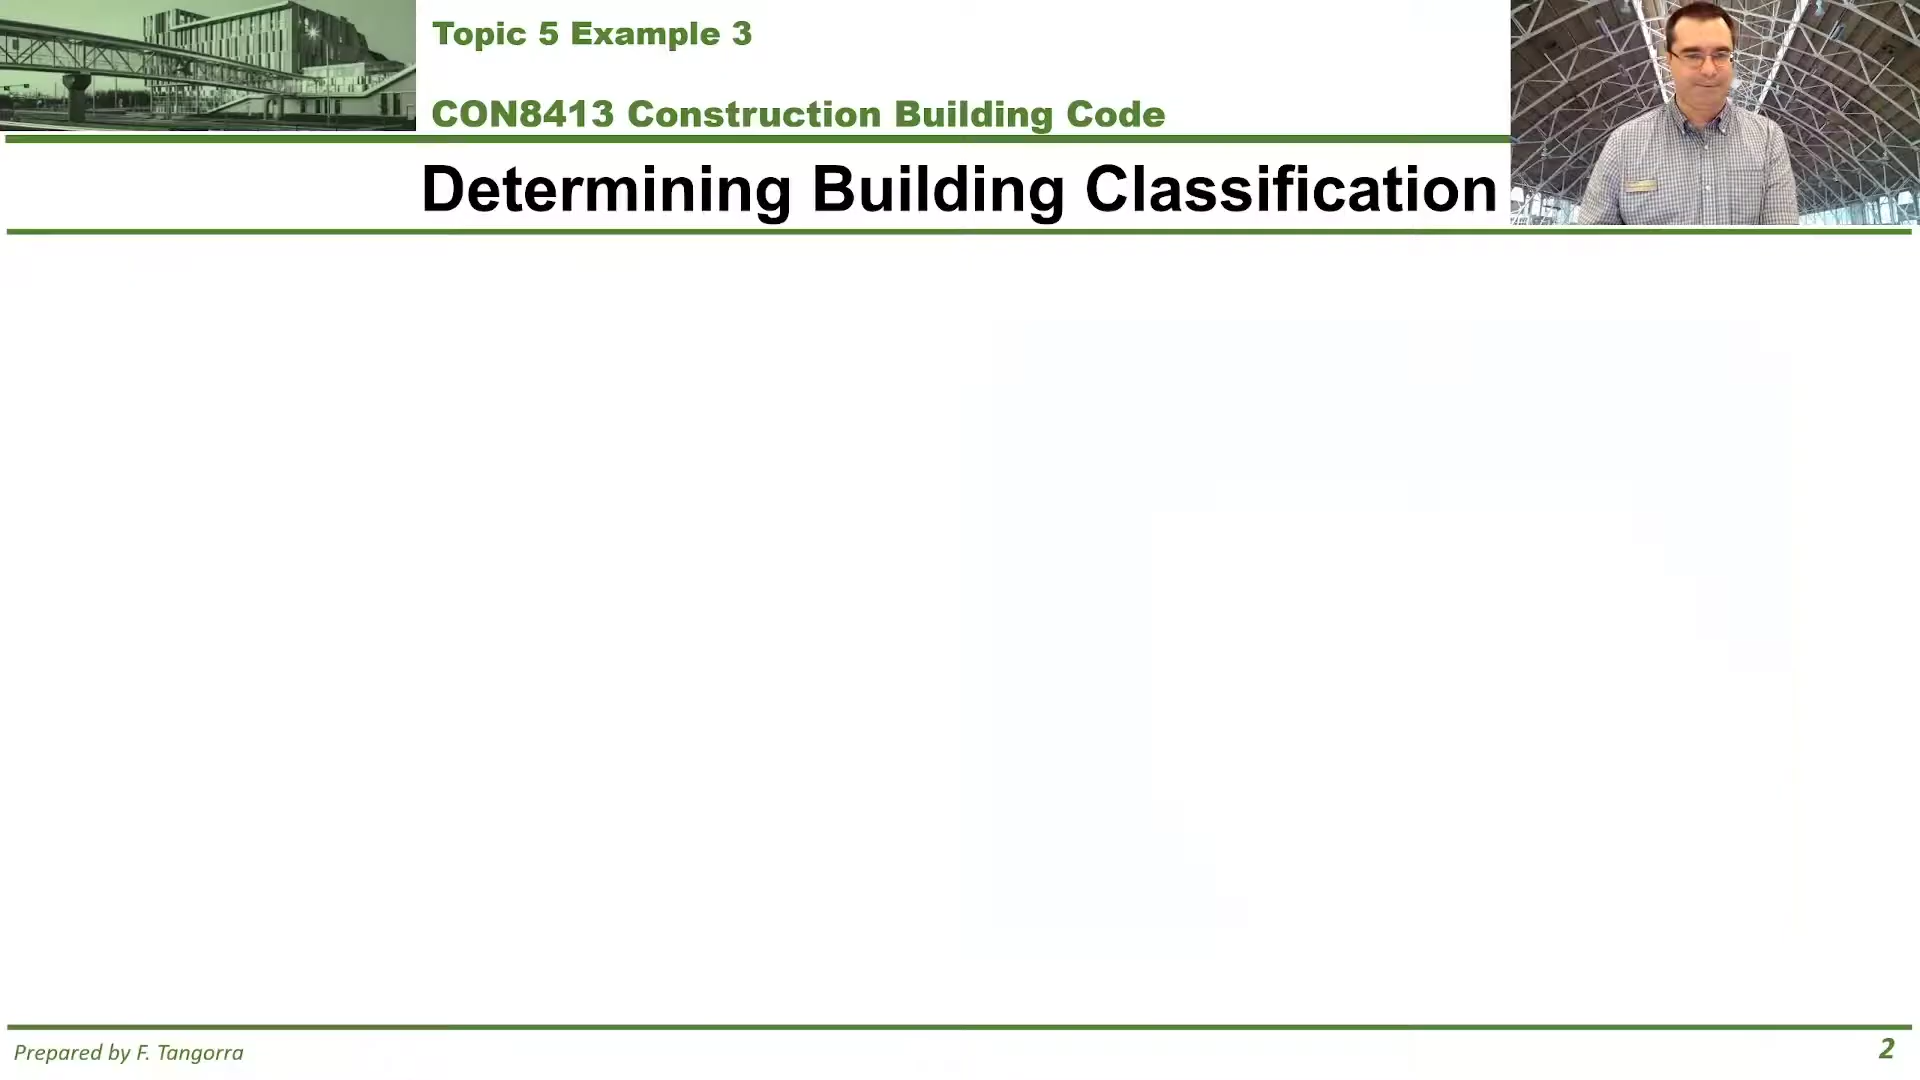 Topic 5 Example 3
CON8413 Construction Building Code
Determining Building Classification
Prepared by F. Tangorra
2